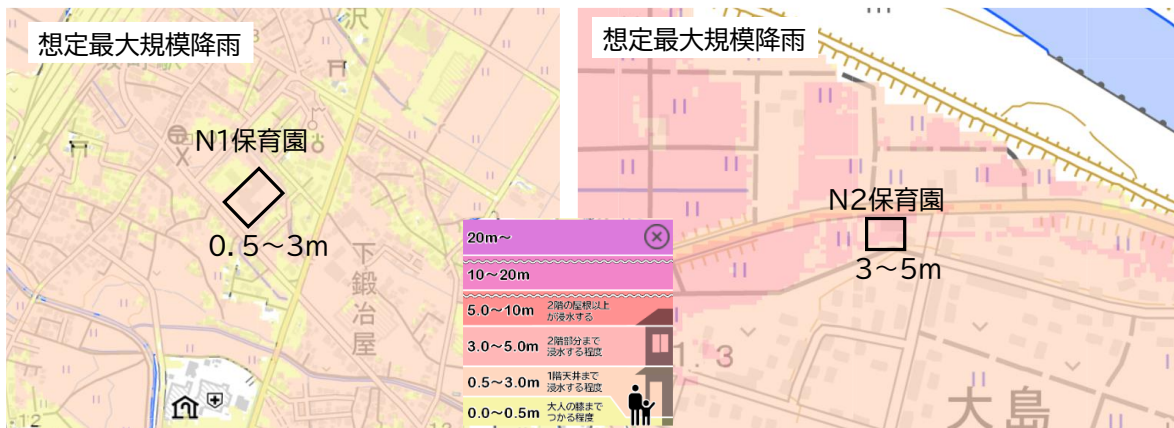 想定最大規模降雨
沢
N1保育園
0.5～3m
下鍛冶屋
12
想定最大規模降雨
N2保育園
3～5m
1.3
大島
20m～
10～20m
5.0～10m 2階の屋根以上
が浸水する
3.0～5.0m 2階部分まで
浸水する程度
0.5～3.0m 1階天井まで
浸水する程度
0.0～0.5m 大人の膝まで
つかる程度